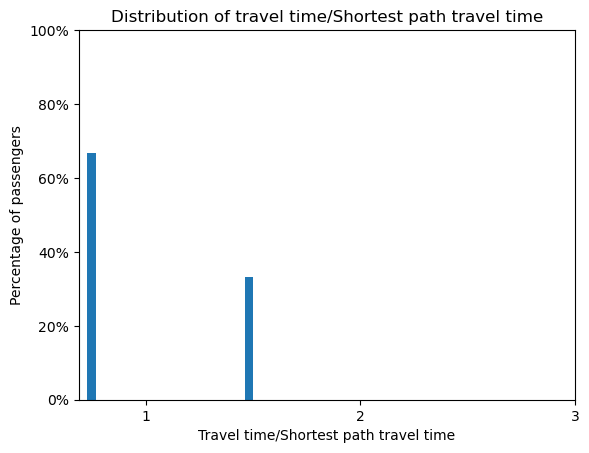 Distribution of travel time/Shortest path travel time
Percentage of passengers
100%
80%
60%
40%
20%
0%
1 2 3
Travel time/Shortest path travel time